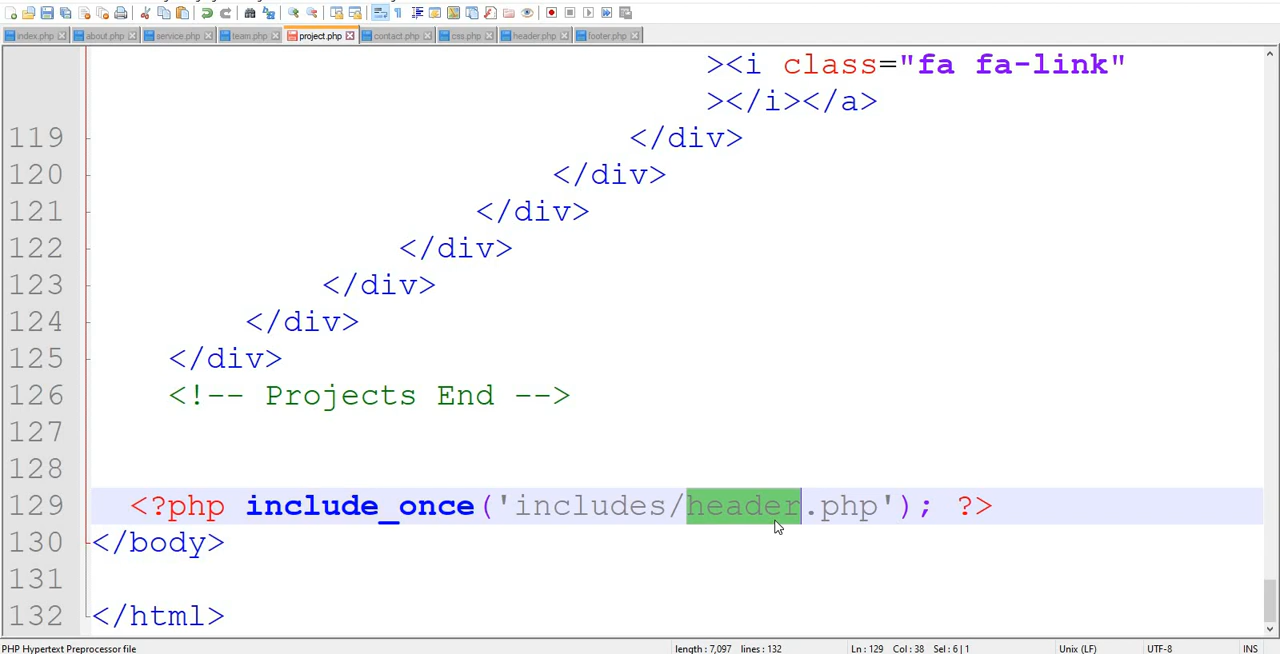 index.php about.php service.php team.php project.php contact.php css.php header.php footer.php
><i class="fa fa-link"
></i></a>
119 </div>
120 </div>
121 </div>
122 </div>
123 </div>
124 </div>
125 </div>
126 <!-- Projects End -->
127
128
129 <?php include_once('includes/header.php'); ?>
130 </body>
131
132 </html>
PHP Hypertext Preprocessor file length : 7,097 lines : 132 Ln : 129 Col : 38 Sel : 6 | 1 Unix (LF) UTF-8 INS